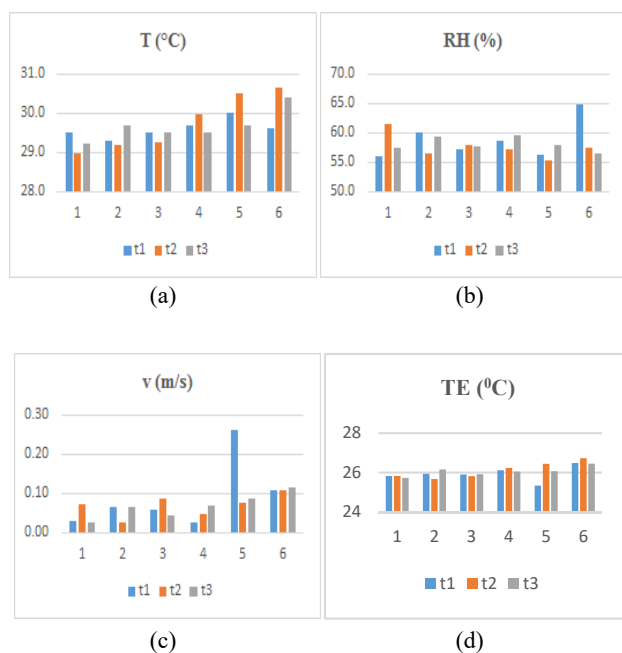 T (°C)
31.0
30.0
29.0
28.0
1 2 3 4 5 6
t1 t2 t3
(a)
RH (%)
70.0
65.0
60.0
55.0
50.0
1 2 3 4 5 6
t1 t2 t3
(b)
v (m/s)
0.30
0.20
0.10
0.00
1 2 3 4 5 6
t1 t2 t3
(c)
TE (⁰C)
28
26
24
1 2 3 4 5 6
t1 t2 t3
(d)